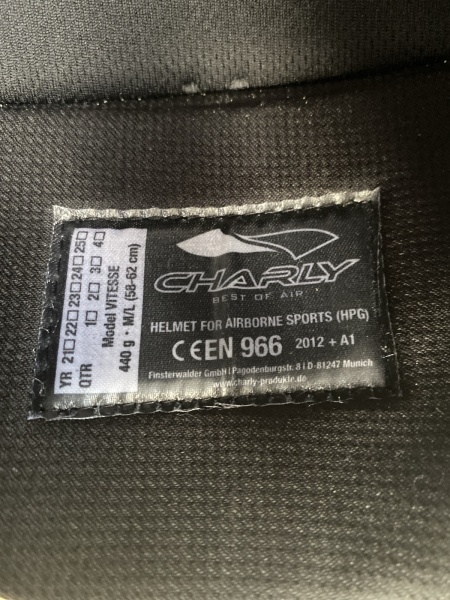 YR 21☐ 22☐ 23☐ 24☐ 25☐
QTR 1☐ 2☐ 3☐ 4☐
Model VITESSE
440 g • M/L (58-62 cm)
CHARLY
BEST OF AIR
HELMET FOR AIRBORNE SPORTS (HPG)
CE EN 966 2012 + A1
Finsterwalder GmbH | Pagodenburgstr. 8 | D-81247 Munich
www.charly-produkte.de